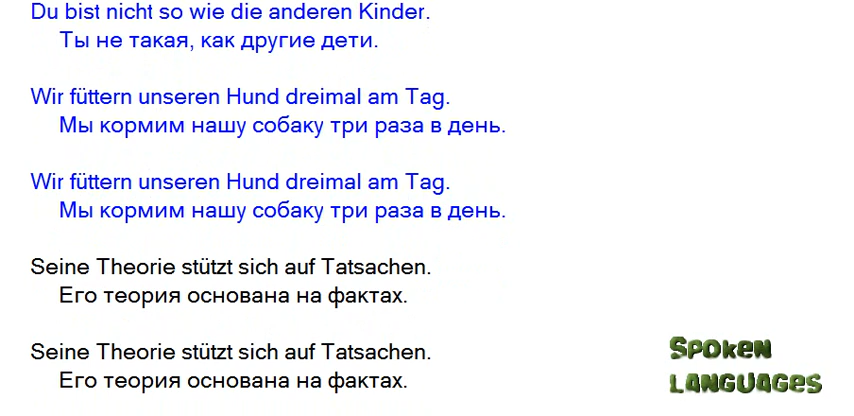 Du bist nicht so wie die anderen Kinder.
Ты не такая, как другие дети.
Wir füttern unseren Hund dreimal am Tag.
Мы кормим нашу собаку три раза в день.
Wir füttern unseren Hund dreimal am Tag.
Мы кормим нашу собаку три раза в день.
Seine Theorie stützt sich auf Tatsachen.
Его теория основана на фактах.
Seine Theorie stützt sich auf Tatsachen.
Его теория основана на фактах.
Spoken
Languages